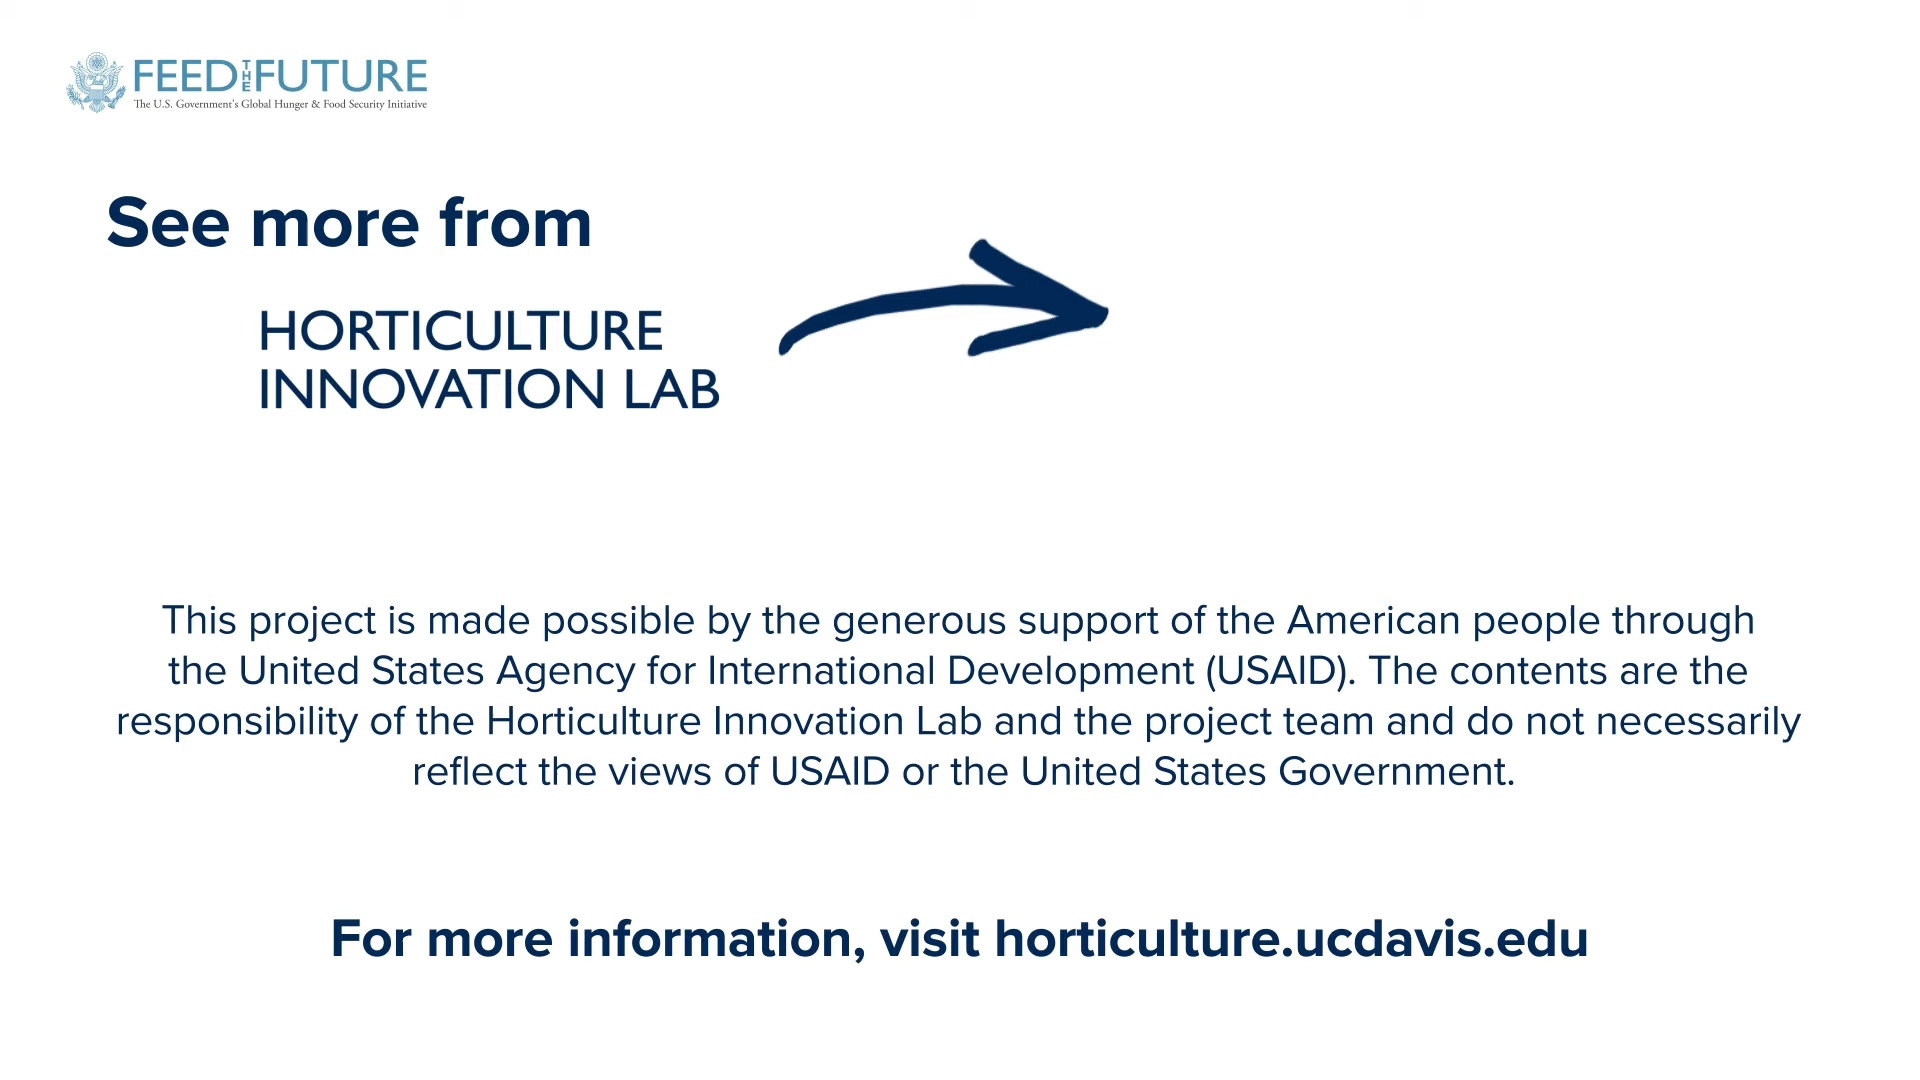 FEED THE FUTURE
The U.S. Government's Global Hunger & Food Security Initiative
See more from
HORTICULTURE
INNOVATION LAB
This project is made possible by the generous support of the American people through
the United States Agency for International Development (USAID). The contents are the
responsibility of the Horticulture Innovation Lab and the project team and do not necessarily
reflect the views of USAID or the United States Government.
For more information, visit horticulture.ucdavis.edu